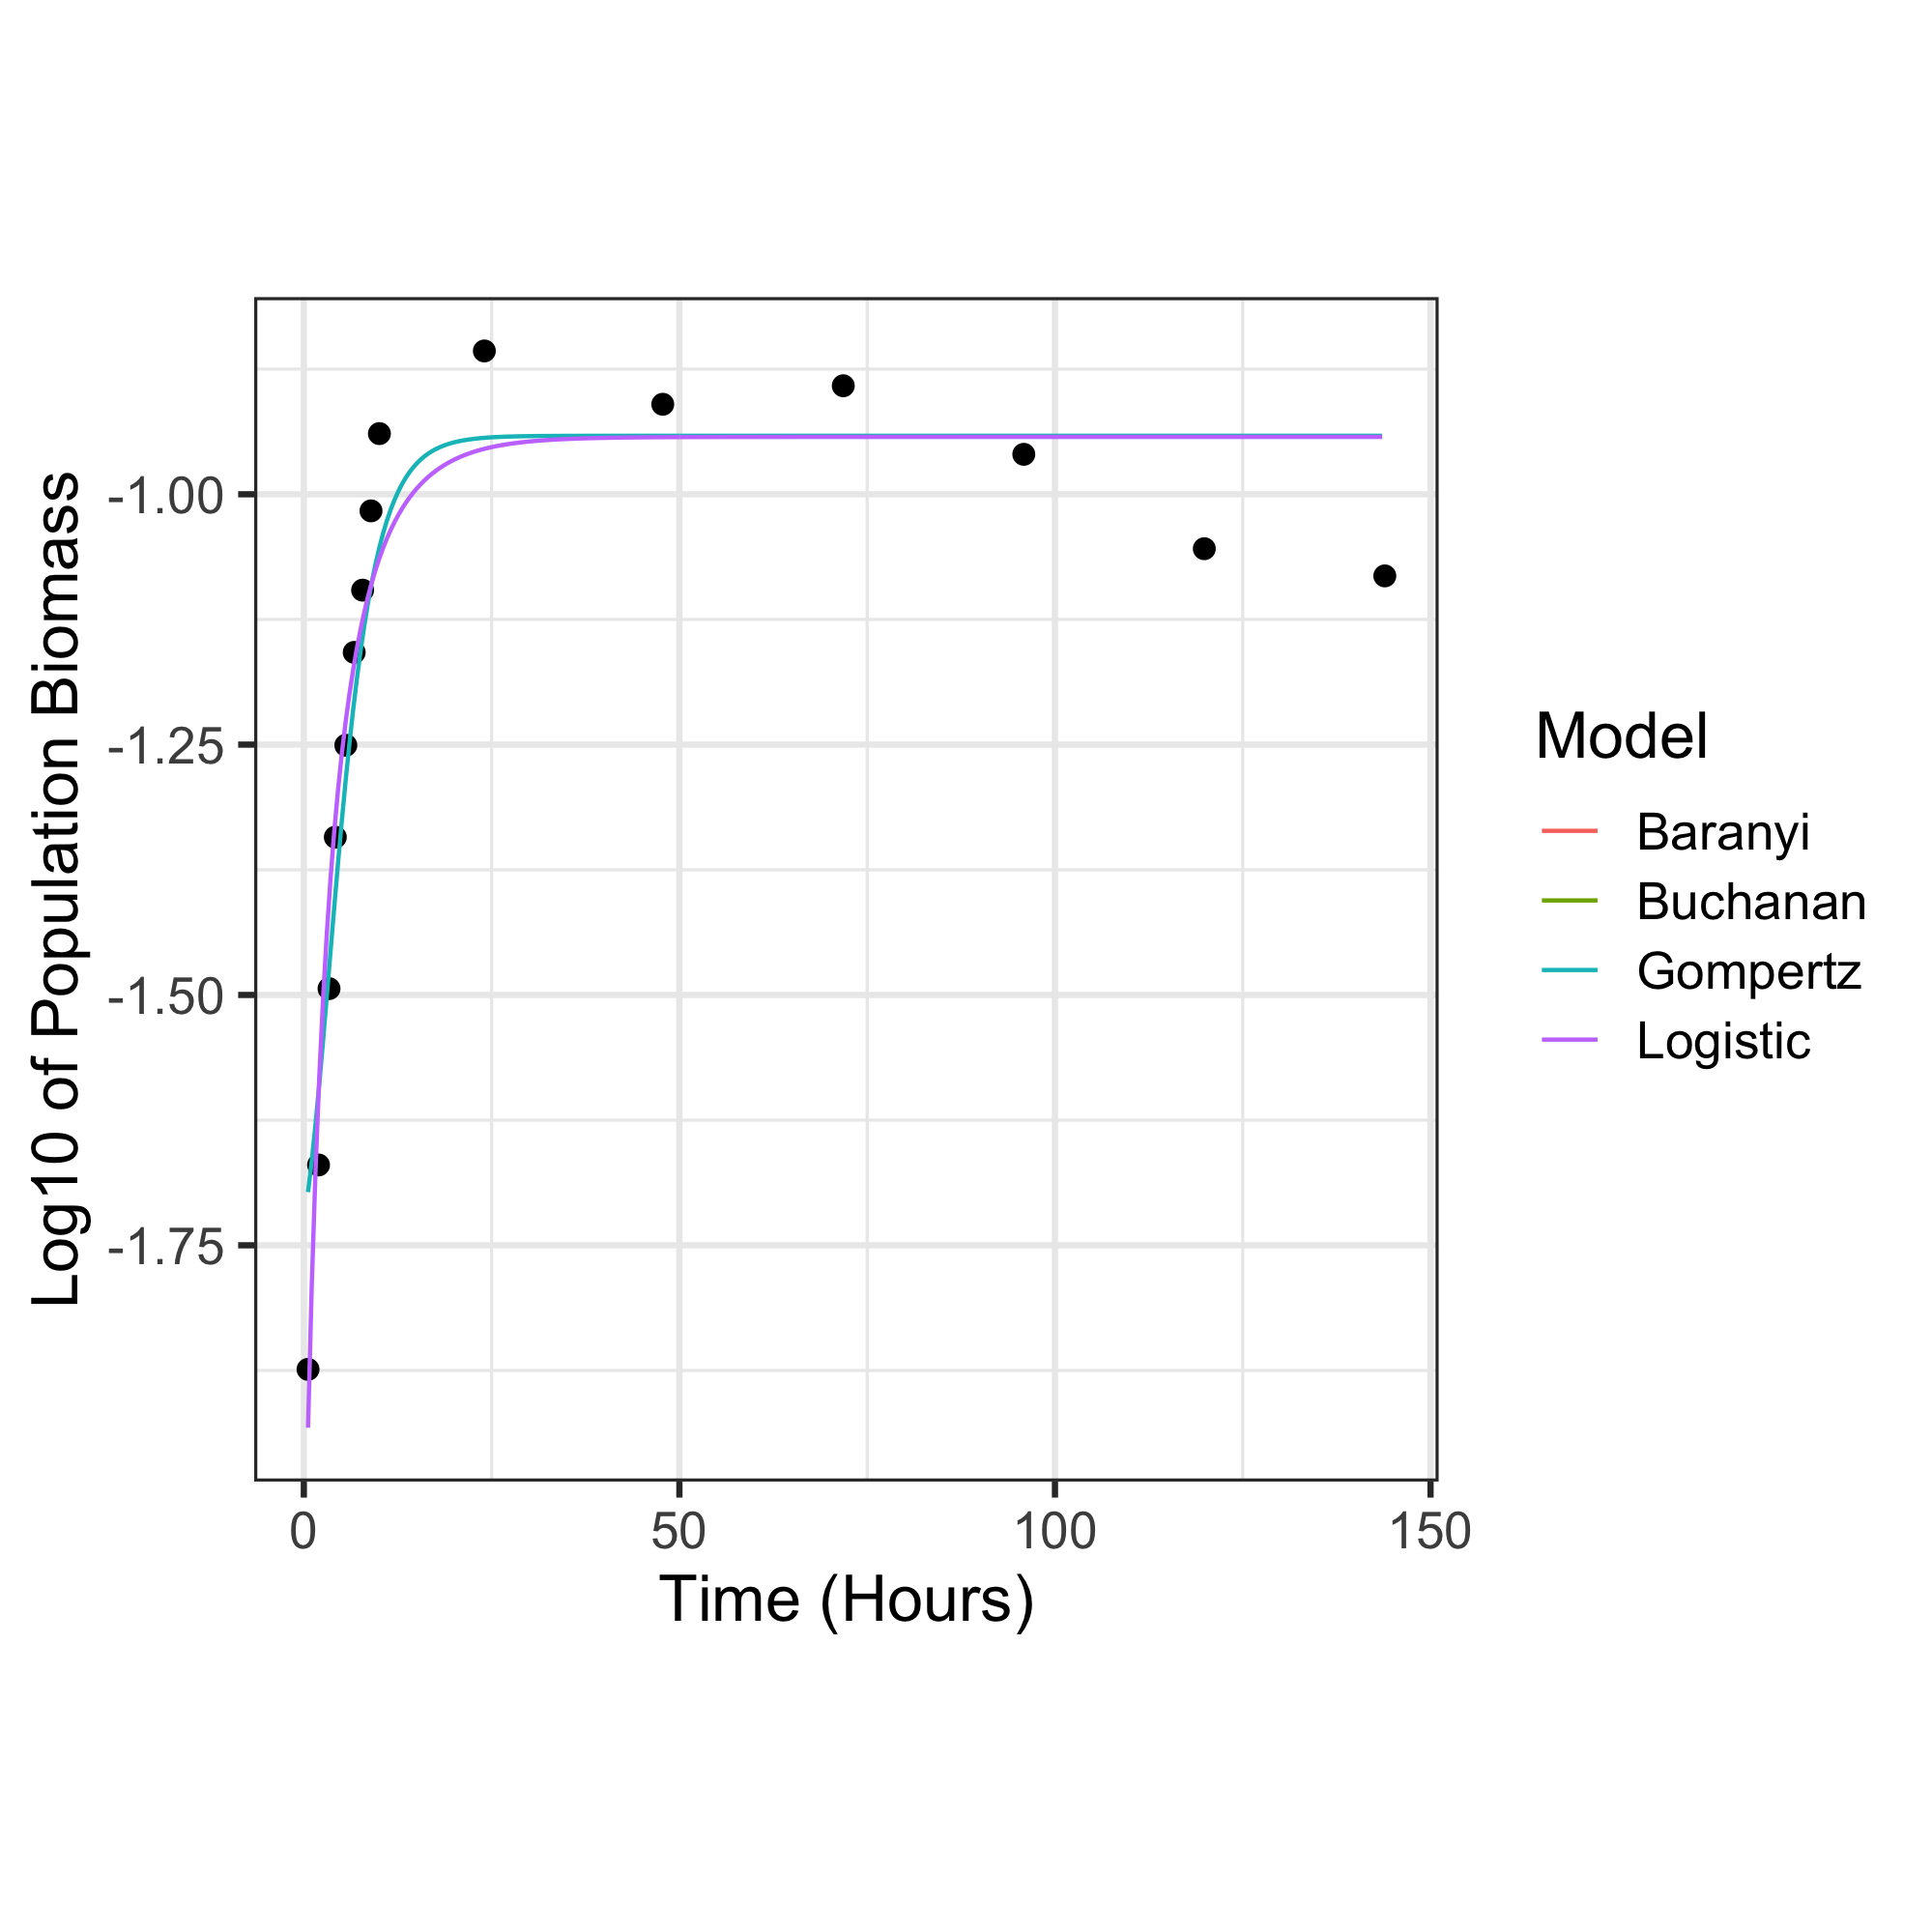 Log10 of Population Biomass
-1.00
-1.25
-1.50
-1.75
0 50 100 150
Time (Hours)
Model
Baranyi
Buchanan
Gompertz
Logistic